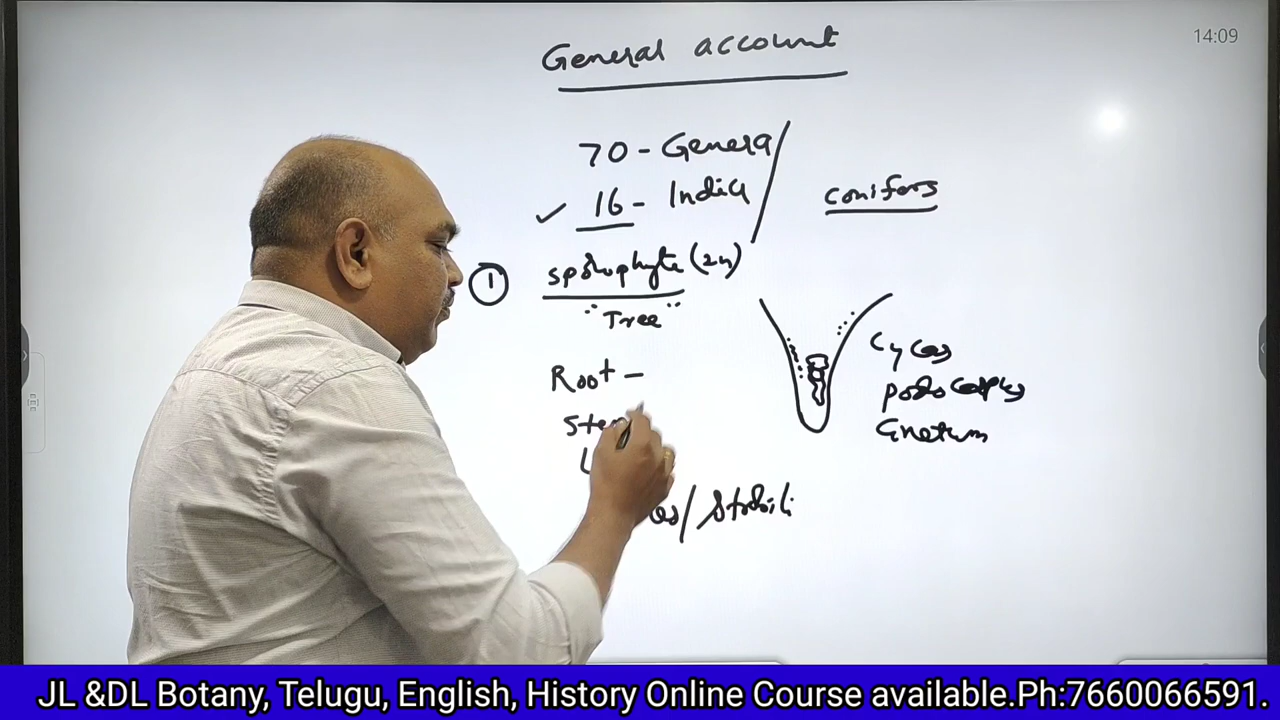 14:09
General account
70 - Genera
16 - India
conifers
① sporophyte (2n)
Tree
Root -
Cycas
podocarpus
Gnetum
/ Strobili
JL &DL Botany, Telugu, English, History Online Course available.Ph:7660066591.